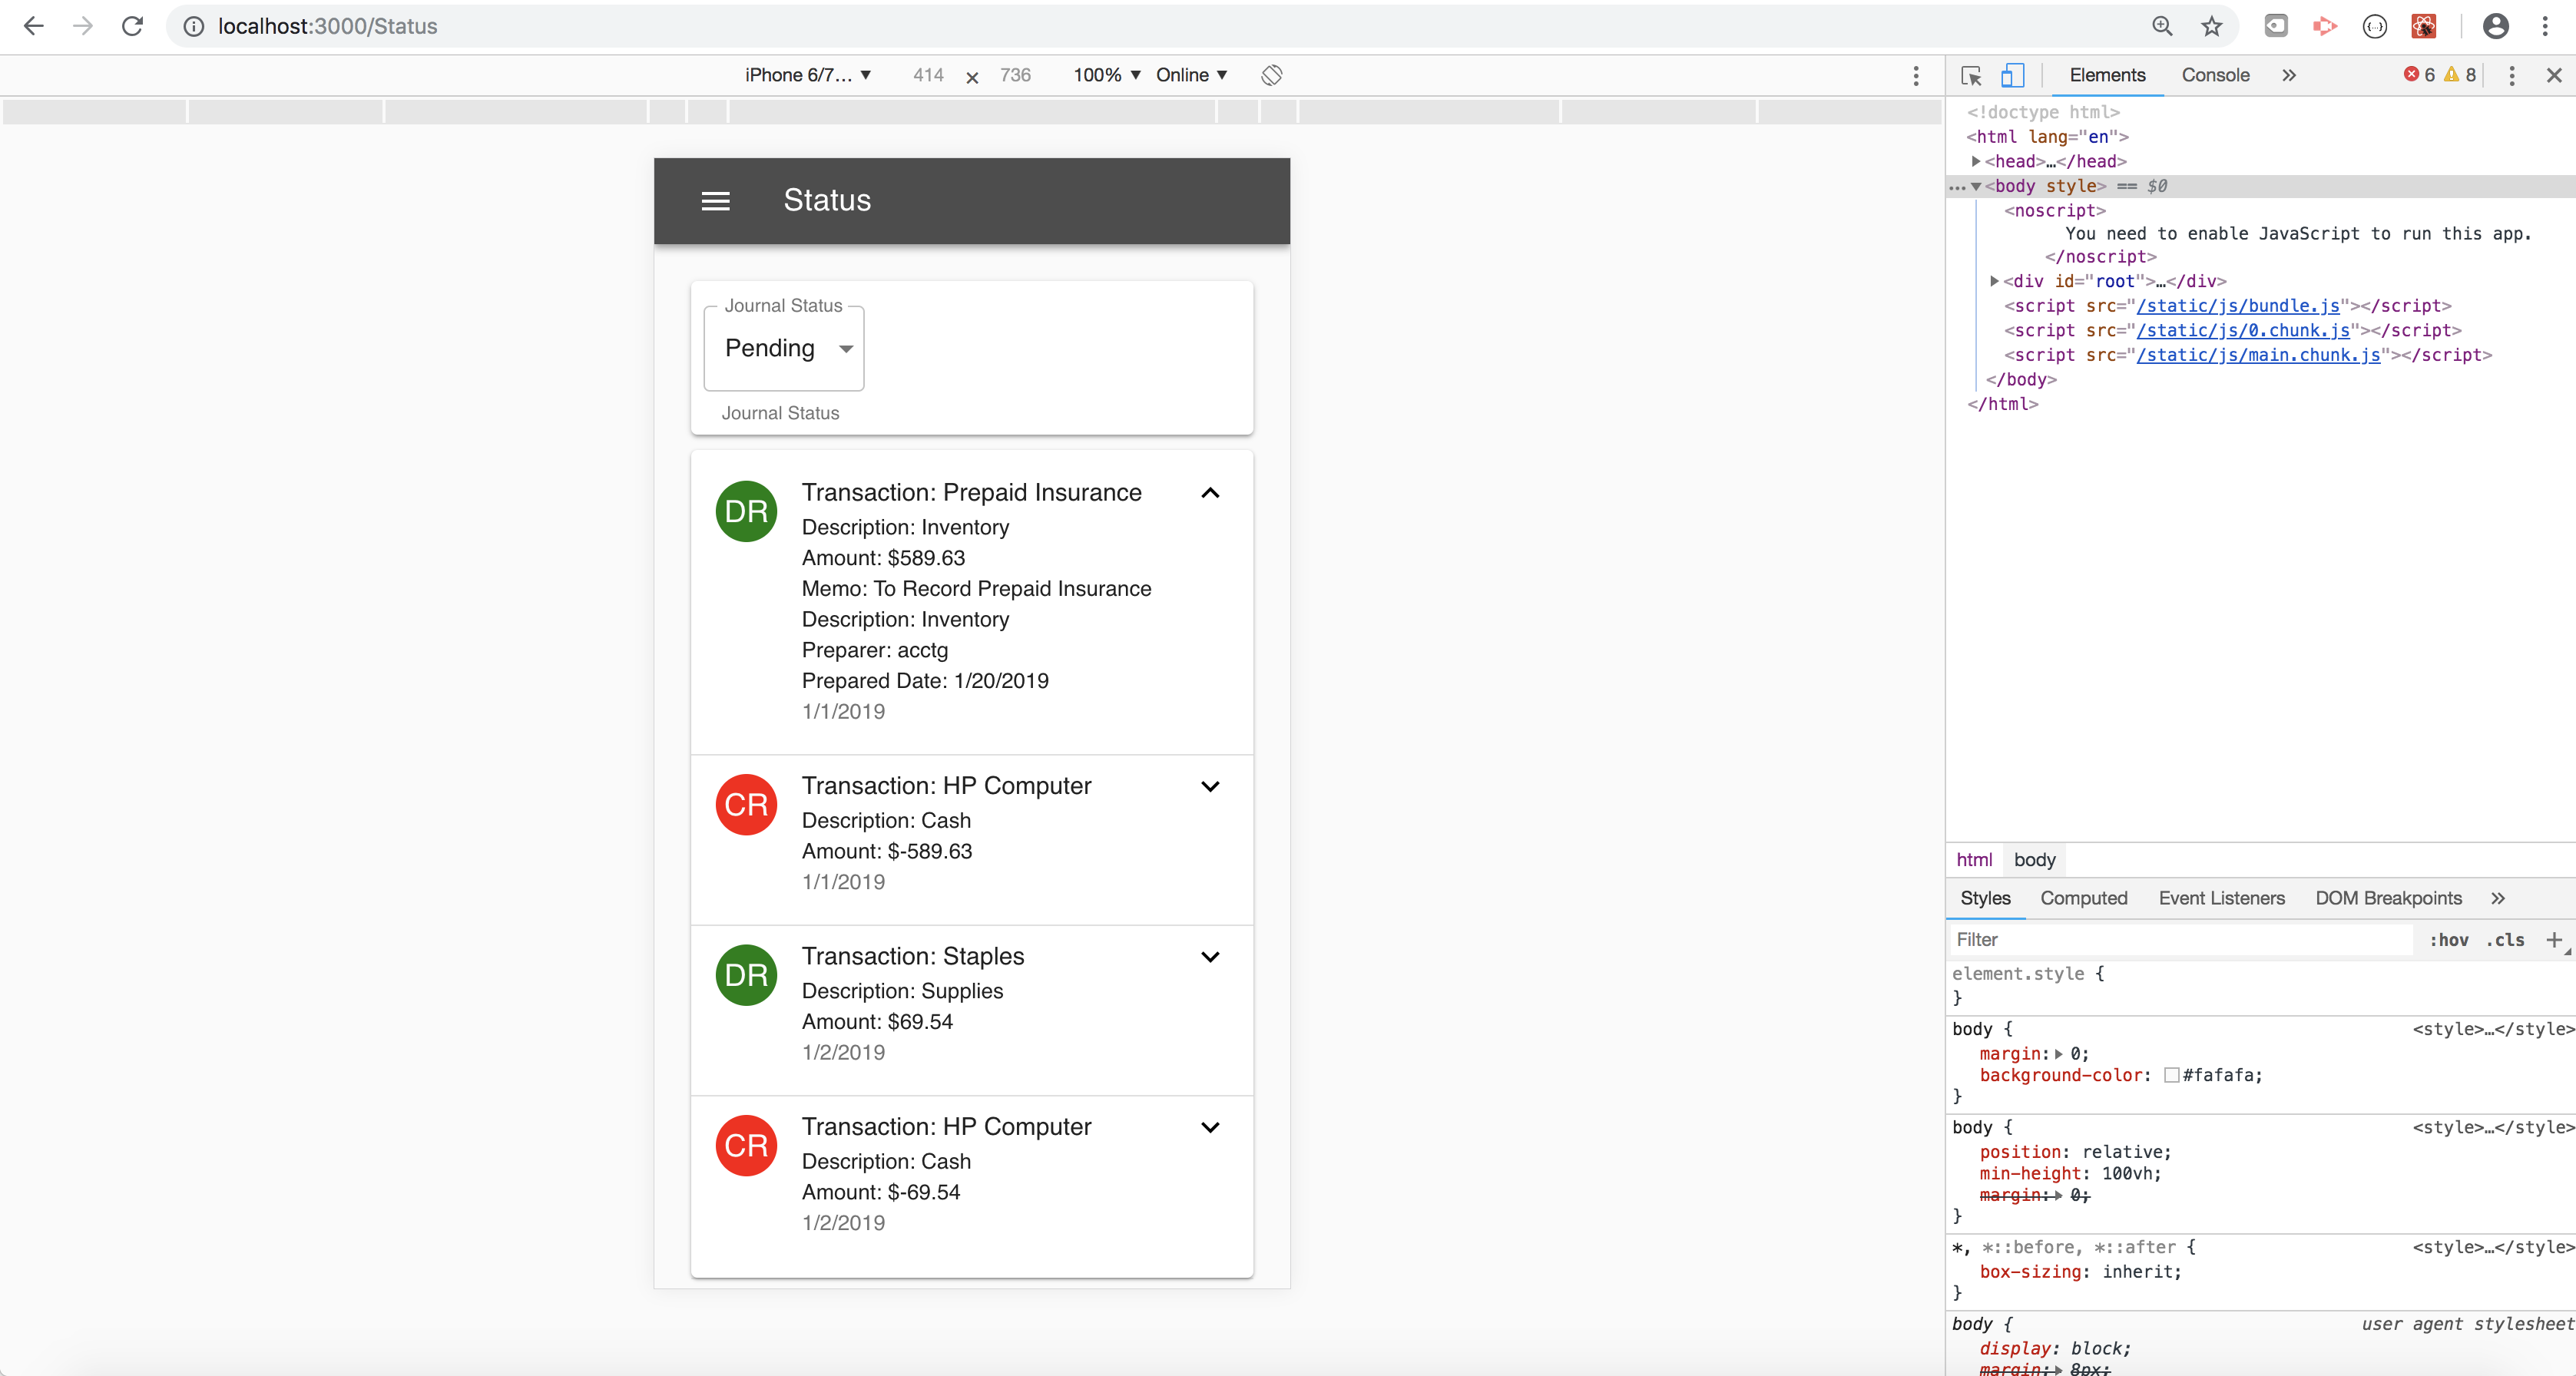 localhost:3000/Status
iPhone 6/7... ▼ 414 × 736 100% ▼ Online ▼
Elements Console » 6 8
Status
Journal Status
Pending
Journal Status
DR
Transaction: Prepaid Insurance
Description: Inventory
Amount: $589.63
Memo: To Record Prepaid Insurance
Description: Inventory
Preparer: acctg
Prepared Date: 1/20/2019
1/1/2019
CR
Transaction: HP Computer
Description: Cash
Amount: $-589.63
1/1/2019
DR
Transaction: Staples
Description: Supplies
Amount: $69.54
1/2/2019
CR
Transaction: HP Computer
Description: Cash
Amount: $-69.54
1/2/2019
<!doctype html>
<html lang="en">
▶<head>…</head>
…▼<body style> == $0
<noscript>
You need to enable JavaScript to run this app.
</noscript>
▶<div id="root">…</div>
<script src="/static/js/bundle.js"></script>
<script src="/static/js/0.chunk.js"></script>
<script src="/static/js/main.chunk.js"></script>
</body>
</html>
html body
Styles Computed Event Listeners DOM Breakpoints »
Filter :hov .cls +
element.style {
}
body { <style>…</style>
margin:▶ 0;
background-color: #fafafa;
}
body { <style>…</style>
position: relative;
min-height: 100vh;
margin:▶ 0;
}
*, *::before, *::after { <style>…</style>
box-sizing: inherit;
}
body { user agent stylesheet
display: block;
margin:▶ 8px;